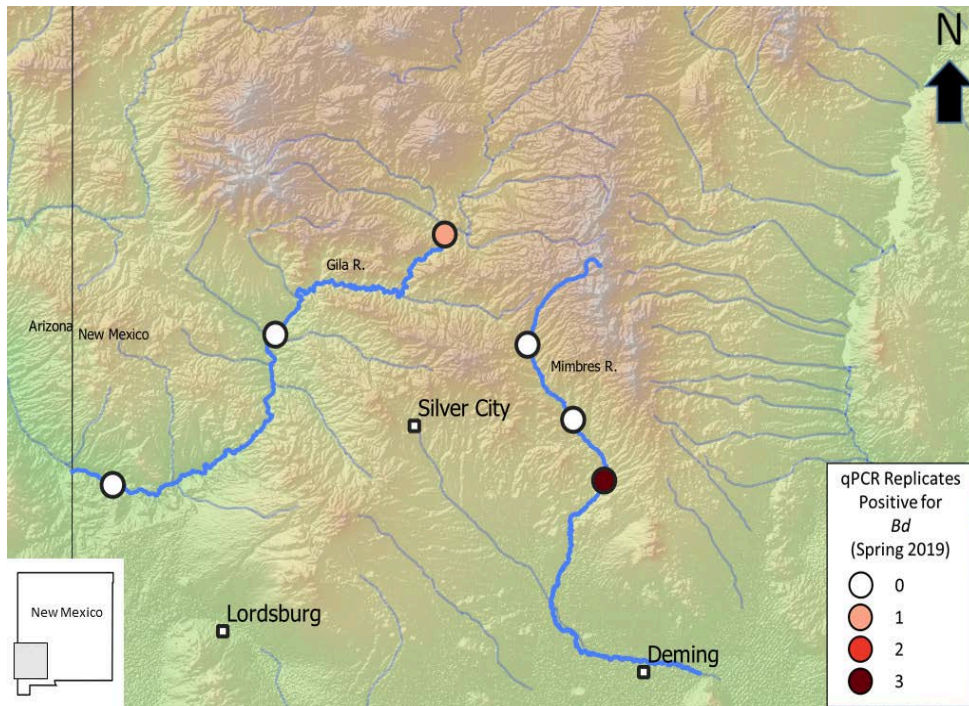 N
Gila R.
Arizona
New Mexico
Mimbres R.
Silver City
Lordsburg
Deming
New Mexico
qPCR Replicates
Positive for
Bd
(Spring 2019)
0
1
2
3